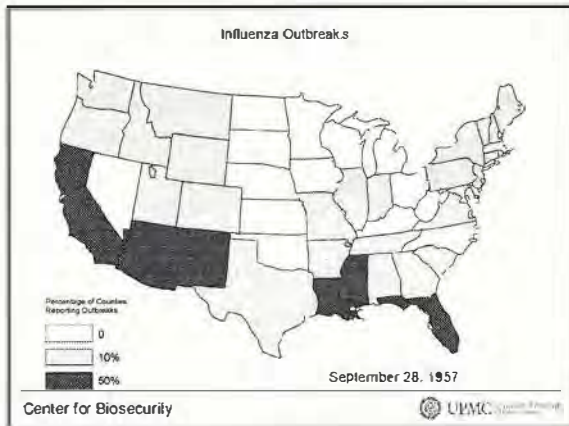 Influenza Outbreaks
Percentage of Counties
Reporting Outbreaks
0
10%
50%
September 28, 1957
Center for Biosecurity
UPMC